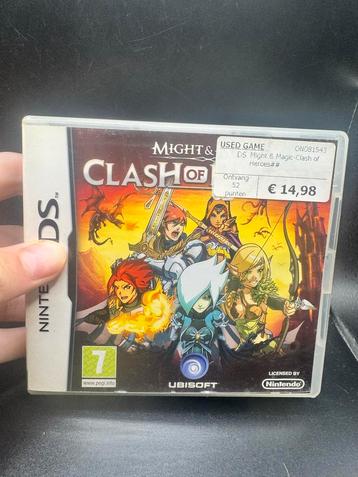 NINTENDO DS™
MIGHT &
CLASH OF
USED GAME
ON081543
DS Might & Magic-Clash of
Heroes##
Ontvang
52
punten
€ 14,98
7
www.pegi.info
UBISOFT
LICENSED BY
Nintendo